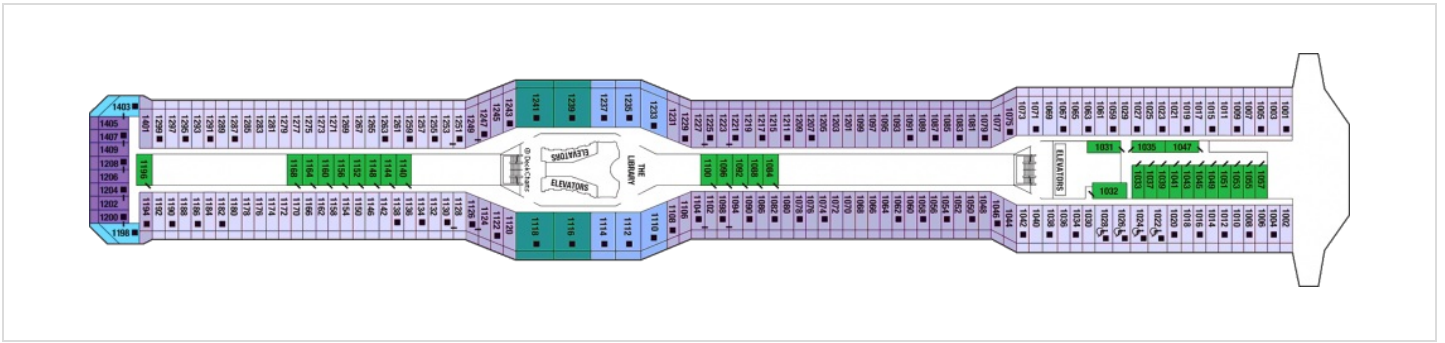 1403
1405
1407
1409
1208
1206
1204
1202
1200
1198
1401 1299 1297 1295 1293 1291 1289 1287 1285 1283 1281 1279 1277 1275 1273 1271 1269 1267 1265 1263 1261 1259 1257 1255 1253 1251 1249 1247 1245 1243 1241 1239 1237 1235 1233 1231 1229 1227 1225 1223 1221 1219 1217 1215 1211 1209 1207 1205 1203 1201 1099 1097 1095 1093 1091 1089 1087 1085 1083 1081 1079 1077 1075 1073 1071 1069 1067 1065 1063 1061 1059 1029 1027 1025 1023 1021 1019 1017 1015 1011 1009 1007 1005 1003 1001
1196 1168 1164 1160 1156 1152 1148 1144 1140
© DeckChairs
ELEVATORS
ELEVATORS
THE
LIBRARY
1100 1096 1092 1088 1084
ELEVATORS
1031 1035 1047
1032 1033 1037 1039 1041 1043 1045 1049 1051 1053 1055 1057
1194 1192 1190 1188 1186 1184 1182 1180 1178 1176 1174 1172 1170 1166 1162 1158 1154 1150 1146 1142 1138 1136 1134 1130 1128 1126 1124 1122 1120 1118 1116 1114 1112 1110 1108 1106 1104 1102 1098 1094 1090 1086 1082 1080 1078 1076 1074 1072 1070 1068 1066 1064 1062 1060 1058 1056 1054 1052 1050 1048 1046 1044 1042 1040 1038 1036 1034 1030 1028 1026 1024 1022 1020 1018 1016 1014 1012 1010 1008 1006 1004 1002